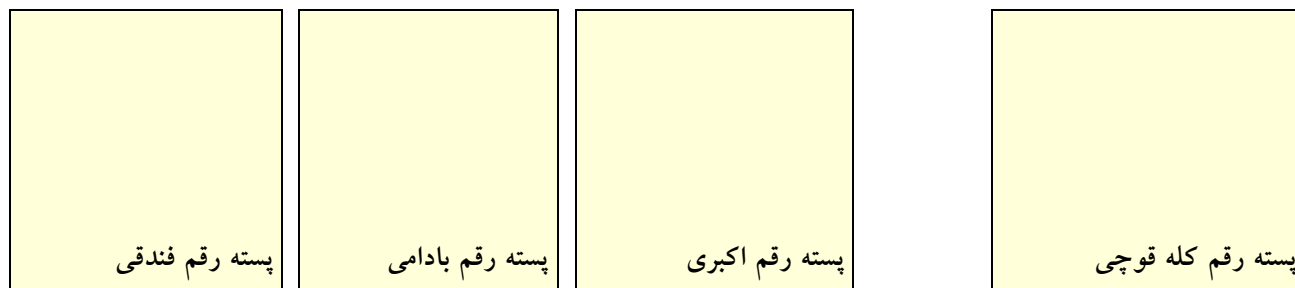 پسته رقم کله قوچی
پسته رقم اکبری
پسته رقم بادامی
پسته رقم فندقی